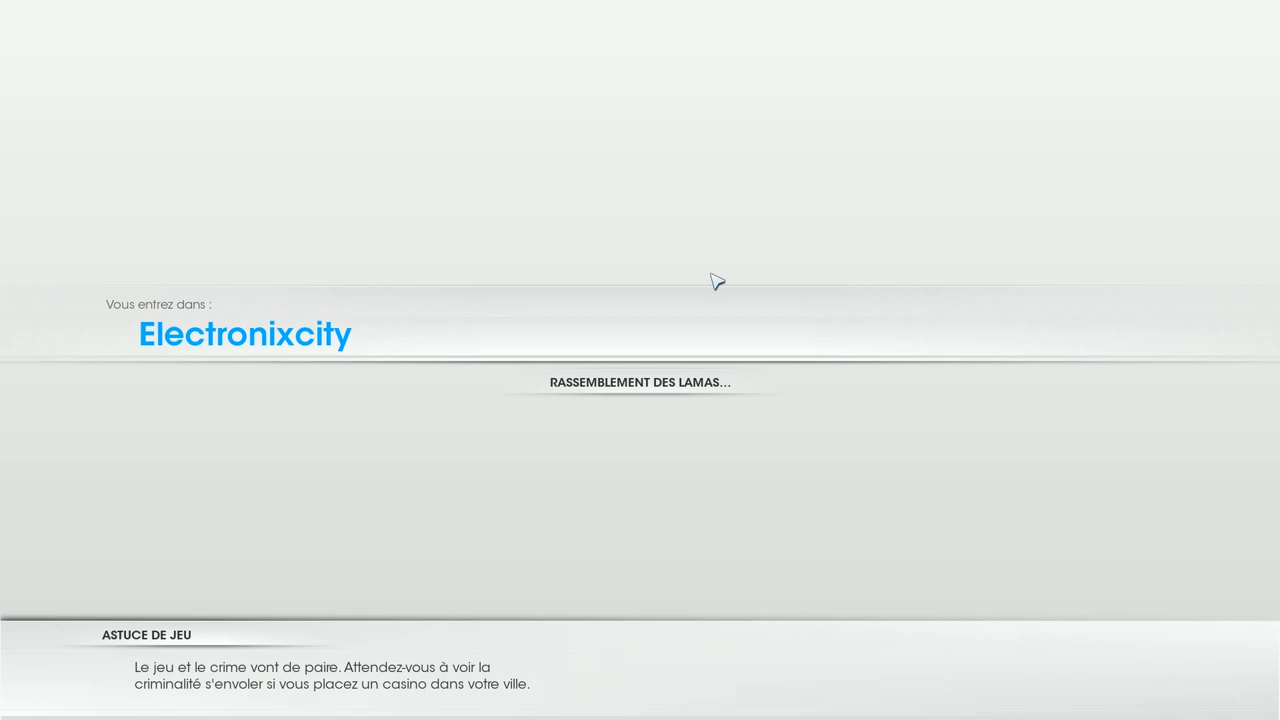 Vous entrez dans :
Electronixcity
RASSEMBLEMENT DES LAMAS...
ASTUCE DE JEU
Le jeu et le crime vont de paire. Attendez-vous à voir la
criminalité s'envoler si vous placez un casino dans votre ville.